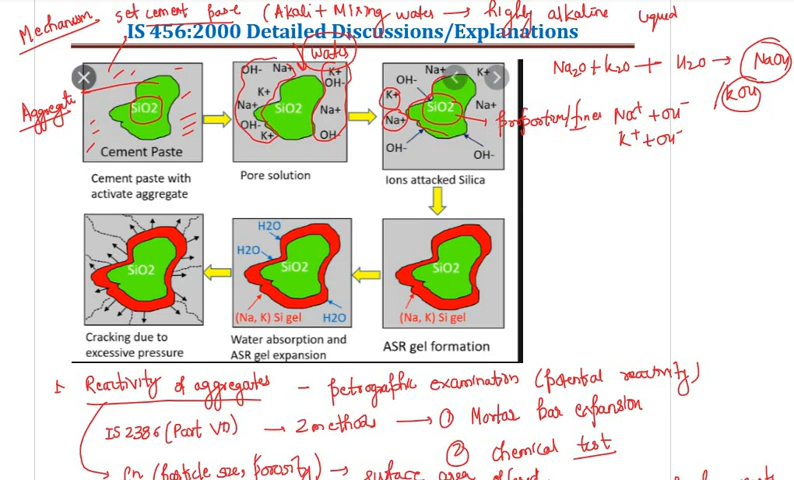 Mechanism set cement paste (Akali + Mixing water → highly alkaline liquid
IS 456:2000 Detailed Discussions/Explanations
water
Na2O + K2O + H2O → NaOH
/KOH
Aggregate
SiO2
Cement Paste
Cement paste with
activate aggregate
OH- Na+ K+
OH-
K+
Na+ SiO2 Na+
OH-
K+ OH-
Pore solution
Na+ K+
OH-
K+
SiO2 Na+
Na+
OH-
OH-
Ions attacked Silica
Na+ + OH-
K+ + OH-
SiO2
Cracking due to
excessive pressure
H2O
H2O
SiO2
(Na, K) Si gel H2O
Water absorption and
ASR gel expansion
SiO2
(Na, K) Si gel
ASR gel formation
1. Reactivity of aggregates - petrographic examination (potential reactivity)
IS 2386 (Part VII) → 2 methods → ① Mortar bar expansion
② chemical test
(particle size, porosity) → surface area